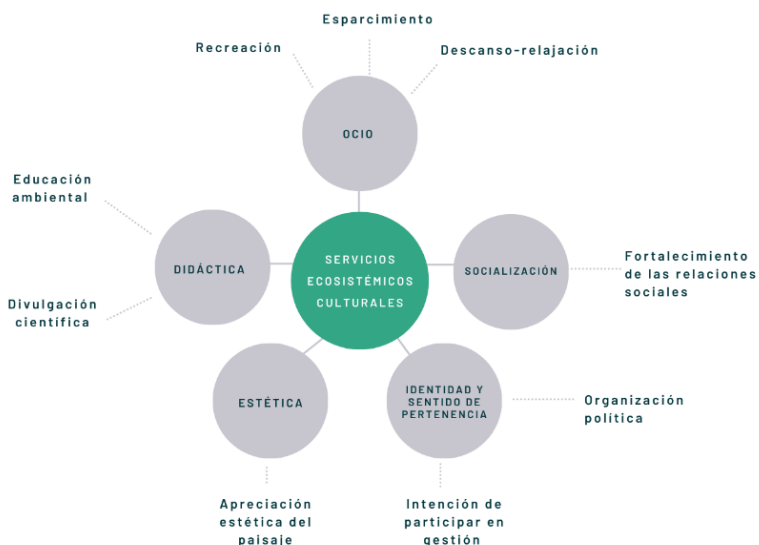 Esparcimiento
Recreación
Descanso-relajación
OCIO
Educación
ambiental
DIDÁCTICA
Divulgación
científica
SERVICIOS
ECOSISTÉMICOS
CULTURALES
SOCIALIZACIÓN
Fortalecimiento
de las relaciones
sociales
ESTÉTICA
Apreciación
estética del
paisaje
IDENTIDAD Y
SENTIDO DE
PERTENENCIA
Organización
política
Intención de
participar en
gestión